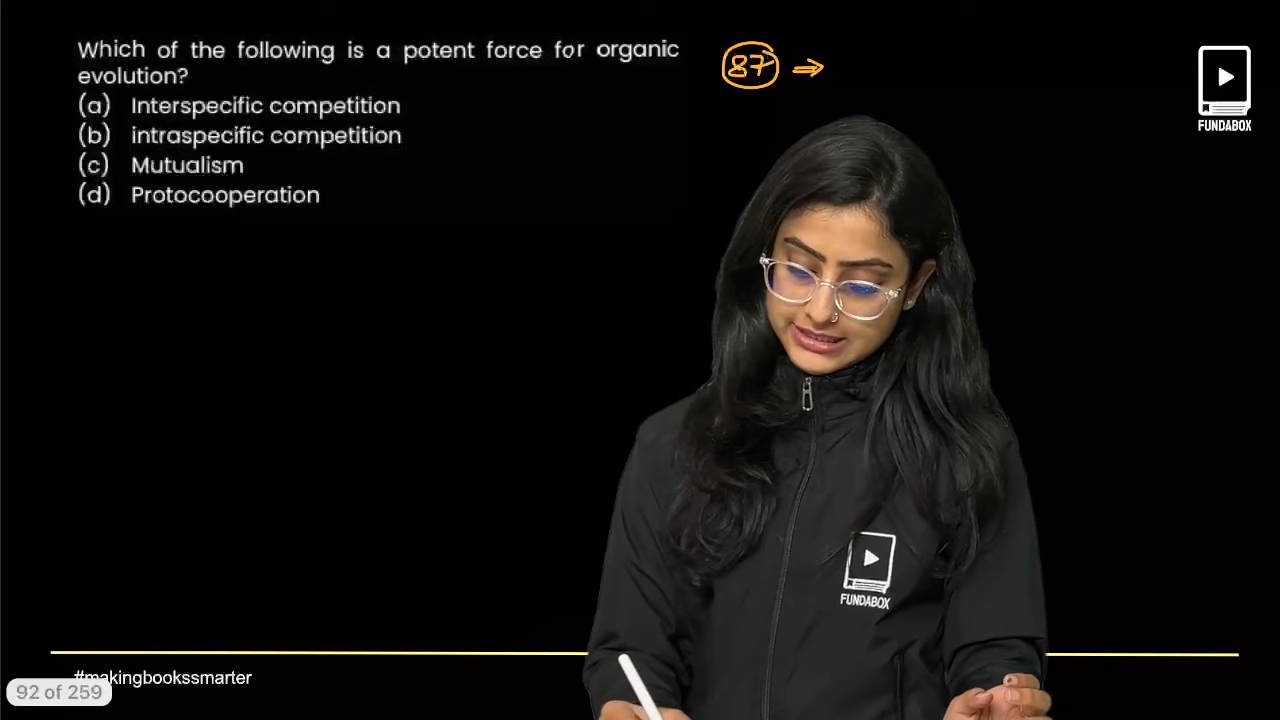 Which of the following is a potent force for organic
evolution?
(a) Interspecific competition
(b) intraspecific competition
(c) Mutualism
(d) Protocooperation
87 ⇒
FUNDABOX
FUNDABOX
#makingbookssmarter
92 of 259